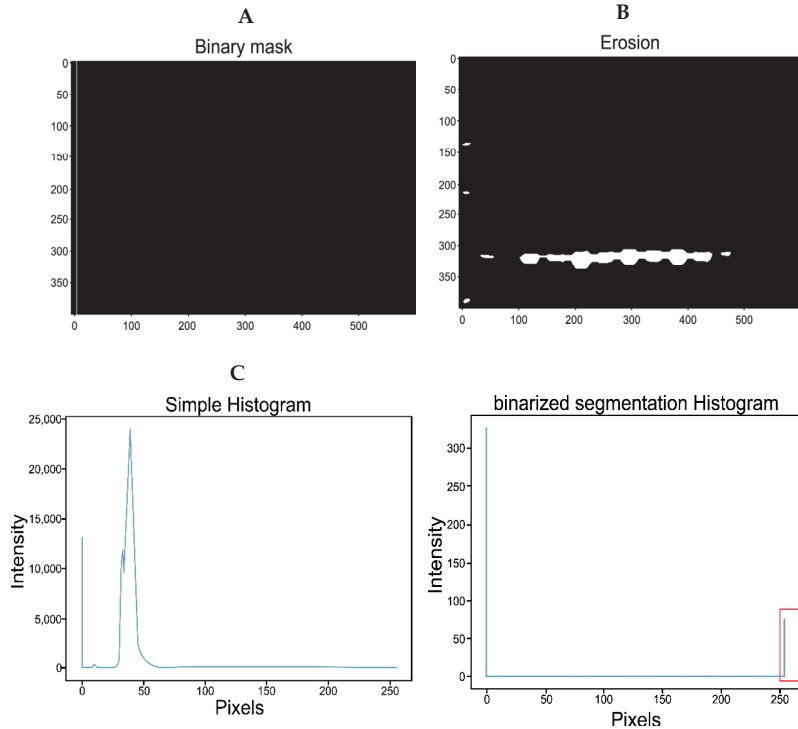 A
Binary mask
0
50
100
150
200
250
300
350
0 100 200 300 400 500
B
Erosion
0
50
100
150
200
250
300
350
0 100 200 300 400 500
C
Simple Histogram
Intensity
25,000
20,000
15,000
10,000
5,000
0
0 50 100 150 200 250
Pixels
binarized segmentation Histogram
Intensity
300
250
200
150
100
50
0
0 50 100 150 200 250
Pixels